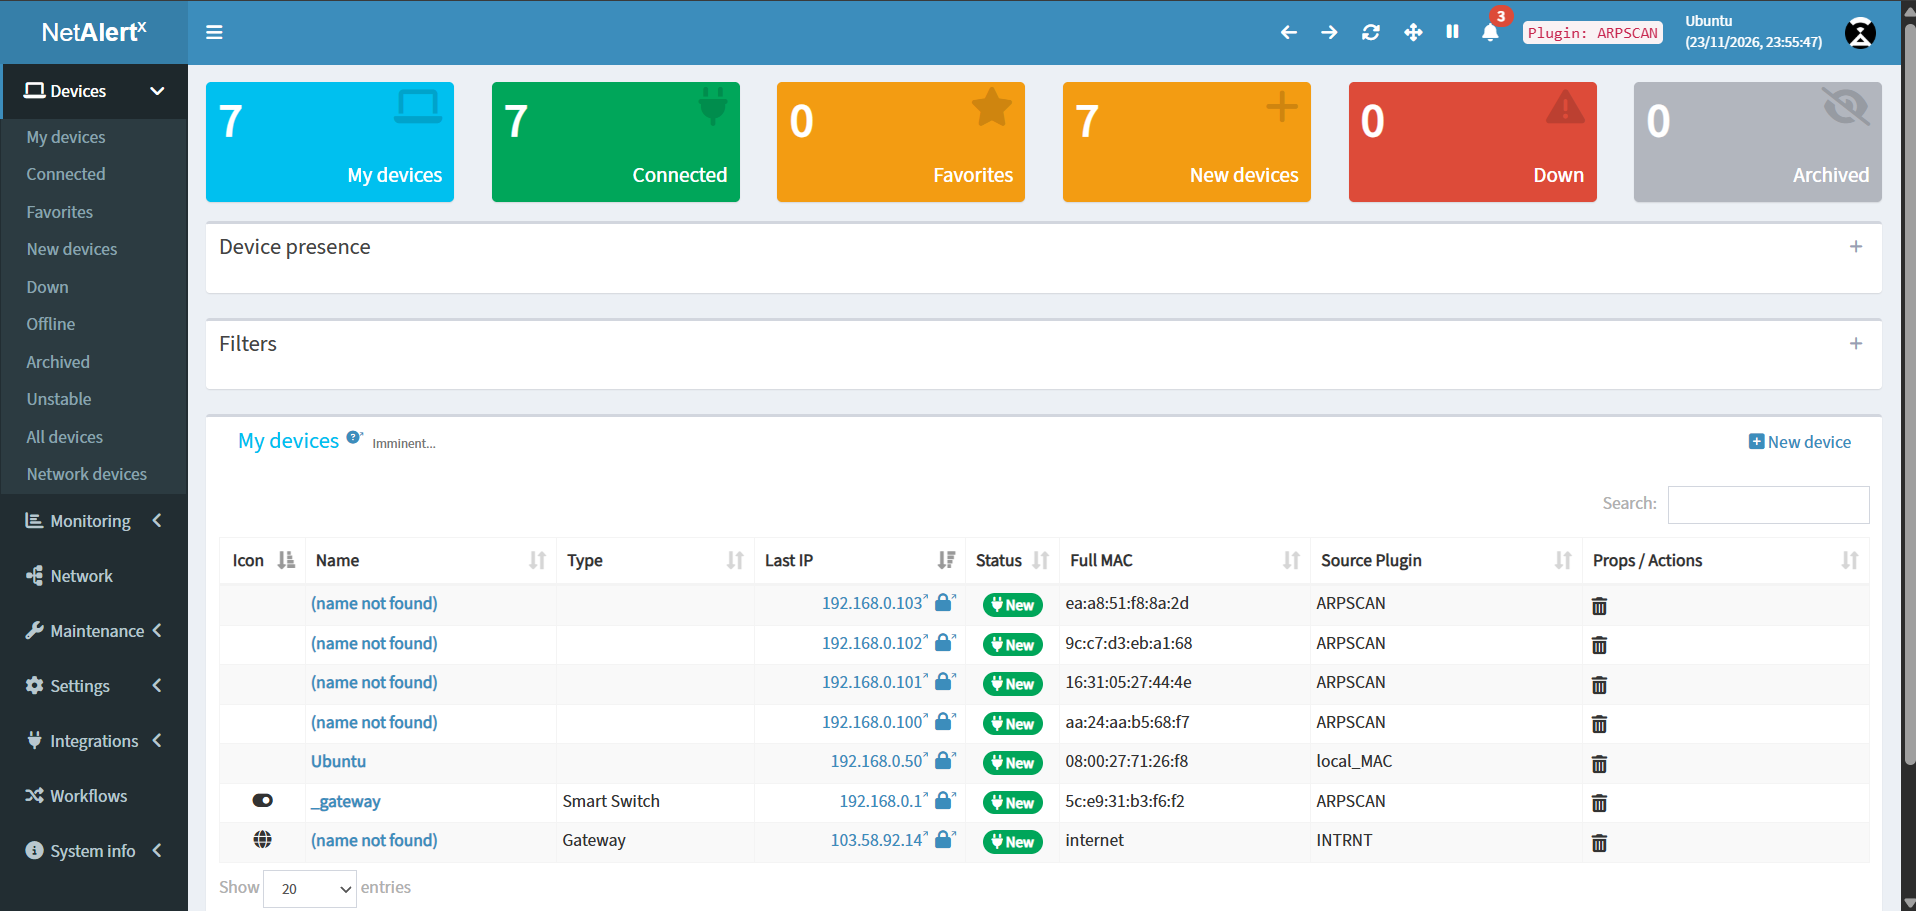 NetAlertX
3
Plugin: ARPSCAN
Ubuntu
(23/11/2026, 23:55:47)
Devices
My devices
Connected
Favorites
New devices
Down
Offline
Archived
Unstable
All devices
Network devices
Monitoring
Network
Maintenance
Settings
Integrations
Workflows
System info
7
My devices
7
Connected
0
Favorites
7
New devices
0
Down
0
Archived
Device presence
Filters
My devices Imminent...
New device
Search:
Icon Name Type Last IP Status Full MAC Source Plugin Props / Actions
(name not found) 192.168.0.103 New ea:a8:51:f8:8a:2d ARPSCAN
(name not found) 192.168.0.102 New 9c:c7:d3:eb:a1:68 ARPSCAN
(name not found) 192.168.0.101 New 16:31:05:27:44:4e ARPSCAN
(name not found) 192.168.0.100 New aa:24:aa:b5:68:f7 ARPSCAN
Ubuntu 192.168.0.50 New 08:00:27:71:26:f8 local_MAC
_gateway Smart Switch 192.168.0.1 New 5c:e9:31:b3:f6:f2 ARPSCAN
(name not found) Gateway 103.58.92.14 New internet INTRNT
Show 20 entries